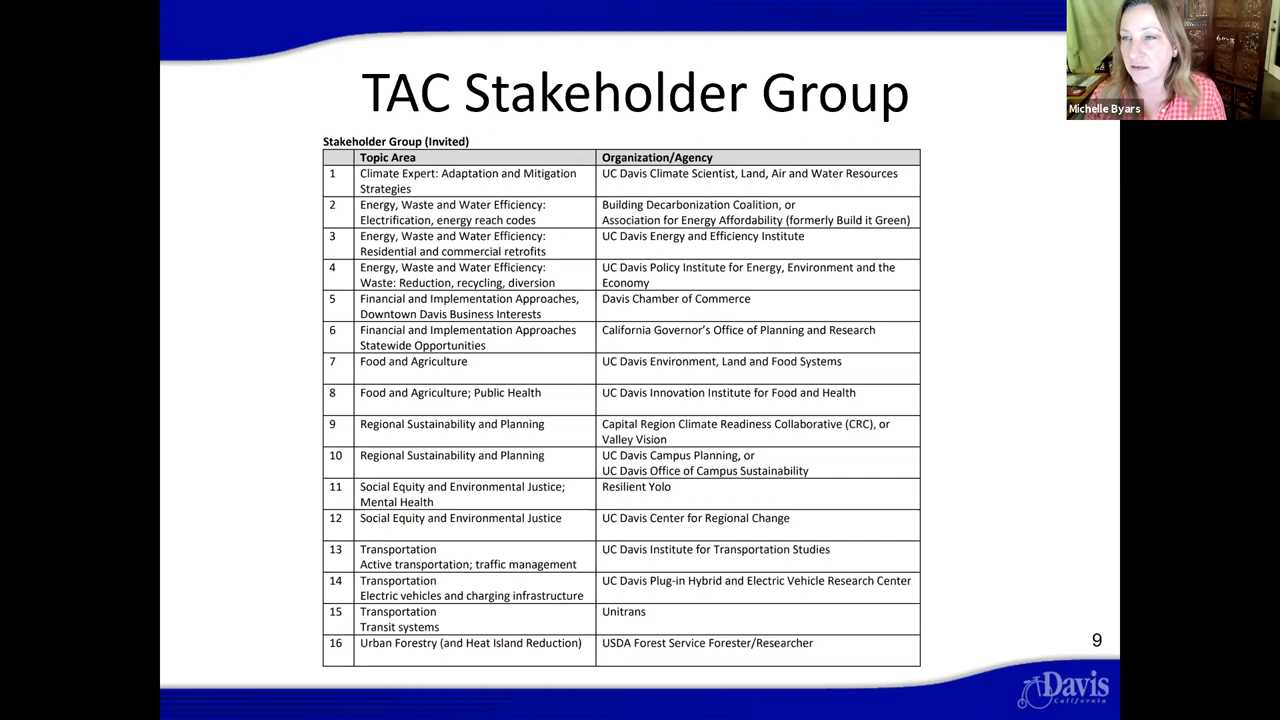 TAC Stakeholder Group
Michelle Byars
Stakeholder Group (Invited)
Topic Area Organization/Agency
1 Climate Expert: Adaptation and Mitigation UC Davis Climate Scientist, Land, Air and Water Resources
Strategies
2 Energy, Waste and Water Efficiency: Building Decarbonization Coalition, or
Electrification, energy reach codes Association for Energy Affordability (formerly Build it Green)
3 Energy, Waste and Water Efficiency: UC Davis Energy and Efficiency Institute
Residential and commercial retrofits
4 Energy, Waste and Water Efficiency: UC Davis Policy Institute for Energy, Environment and the
Waste: Reduction, recycling, diversion Economy
5 Financial and Implementation Approaches, Davis Chamber of Commerce
Downtown Davis Business Interests
6 Financial and Implementation Approaches California Governor's Office of Planning and Research
Statewide Opportunities
7 Food and Agriculture UC Davis Environment, Land and Food Systems
8 Food and Agriculture; Public Health UC Davis Innovation Institute for Food and Health
9 Regional Sustainability and Planning Capital Region Climate Readiness Collaborative (CRC), or
Valley Vision
10 Regional Sustainability and Planning UC Davis Campus Planning, or
UC Davis Office of Campus Sustainability
11 Social Equity and Environmental Justice; Resilient Yolo
Mental Health
12 Social Equity and Environmental Justice UC Davis Center for Regional Change
13 Transportation UC Davis Institute for Transportation Studies
Active transportation; traffic management
14 Transportation UC Davis Plug-in Hybrid and Electric Vehicle Research Center
Electric vehicles and charging infrastructure
15 Transportation Unitrans
Transit systems
16 Urban Forestry (and Heat Island Reduction) USDA Forest Service Forester/Researcher
9
Davis
California